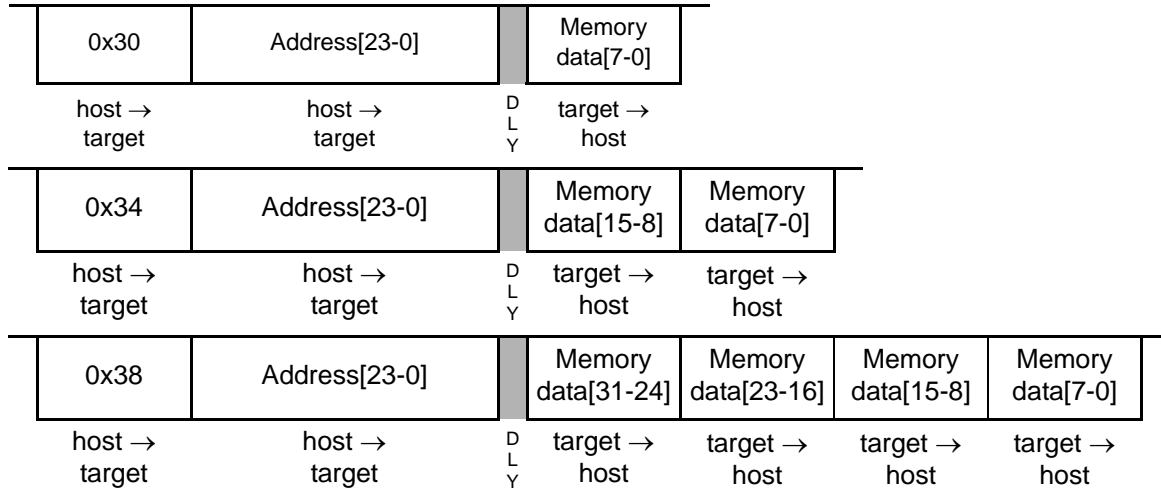 0x30 Address[23-0] Memory
data[7-0]
host → host → D target →
target target L host
Y
0x34 Address[23-0] Memory Memory
data[15-8] data[7-0]
host → host → D target → target →
target target L host host
Y
0x38 Address[23-0] Memory Memory Memory Memory
data[31-24] data[23-16] data[15-8] data[7-0]
host → host → D target → target → target → target →
target target L host host host host
Y